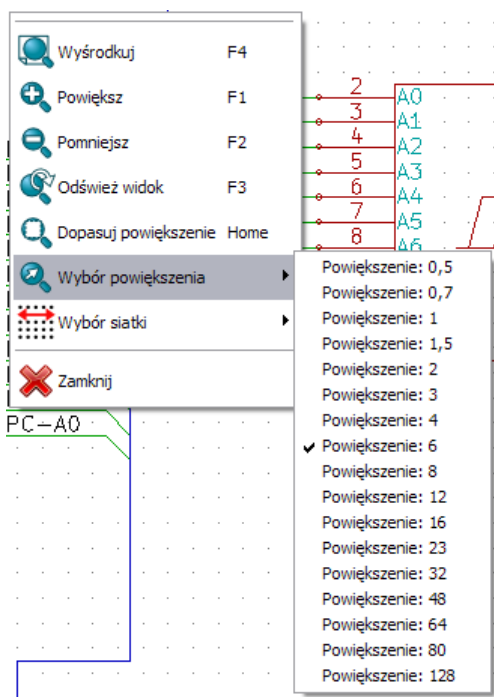 Wyśrodkuj F4
Powiększ F1
Pomniejsz F2
Odśwież widok F3
Dopasuj powiększenie Home
Wybór powiększenia
Wybór siatki
Zamknij
Powiększenie: 0,5
Powiększenie: 0,7
Powiększenie: 1
Powiększenie: 1,5
Powiększenie: 2
Powiększenie: 3
Powiększenie: 4
Powiększenie: 6
Powiększenie: 8
Powiększenie: 12
Powiększenie: 16
Powiększenie: 23
Powiększenie: 32
Powiększenie: 48
Powiększenie: 64
Powiększenie: 80
Powiększenie: 128
2 A0
3 A1
4 A2
5 A3
6 A4
7 A5
8 A6
PC-A0